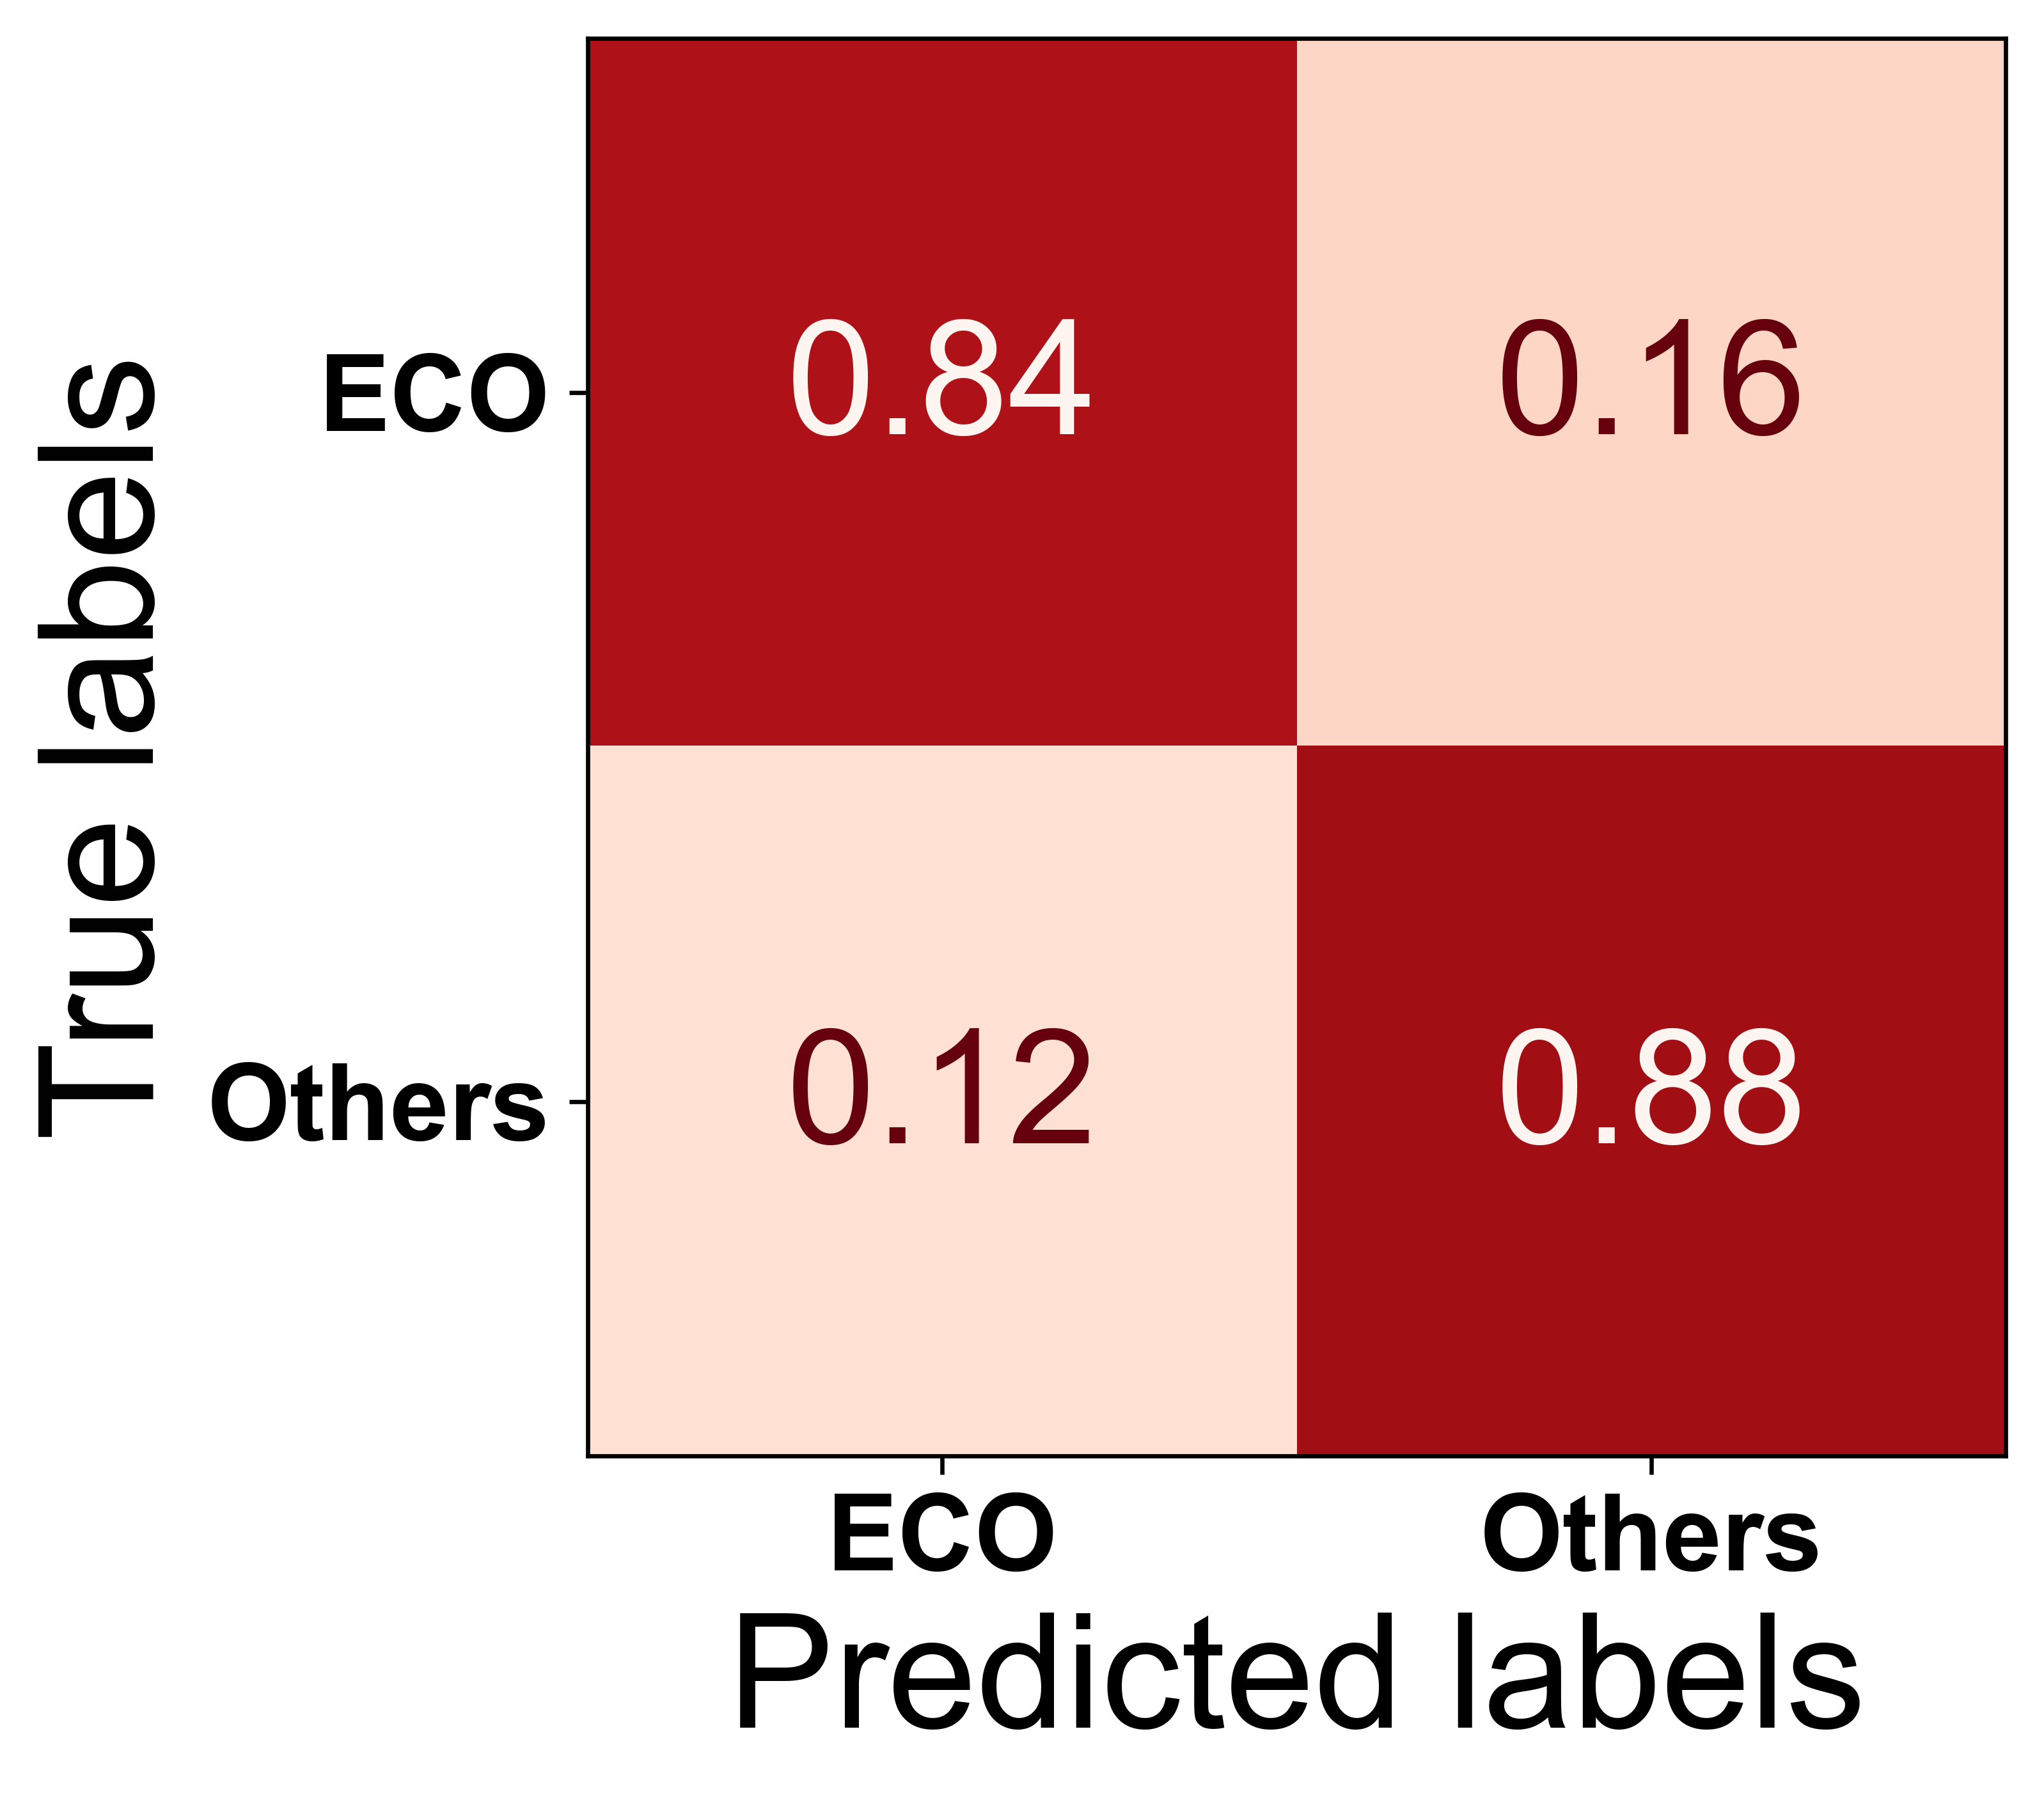 True labels
ECO
0.84 0.16
Others
0.12 0.88
ECO Others
Predicted labels